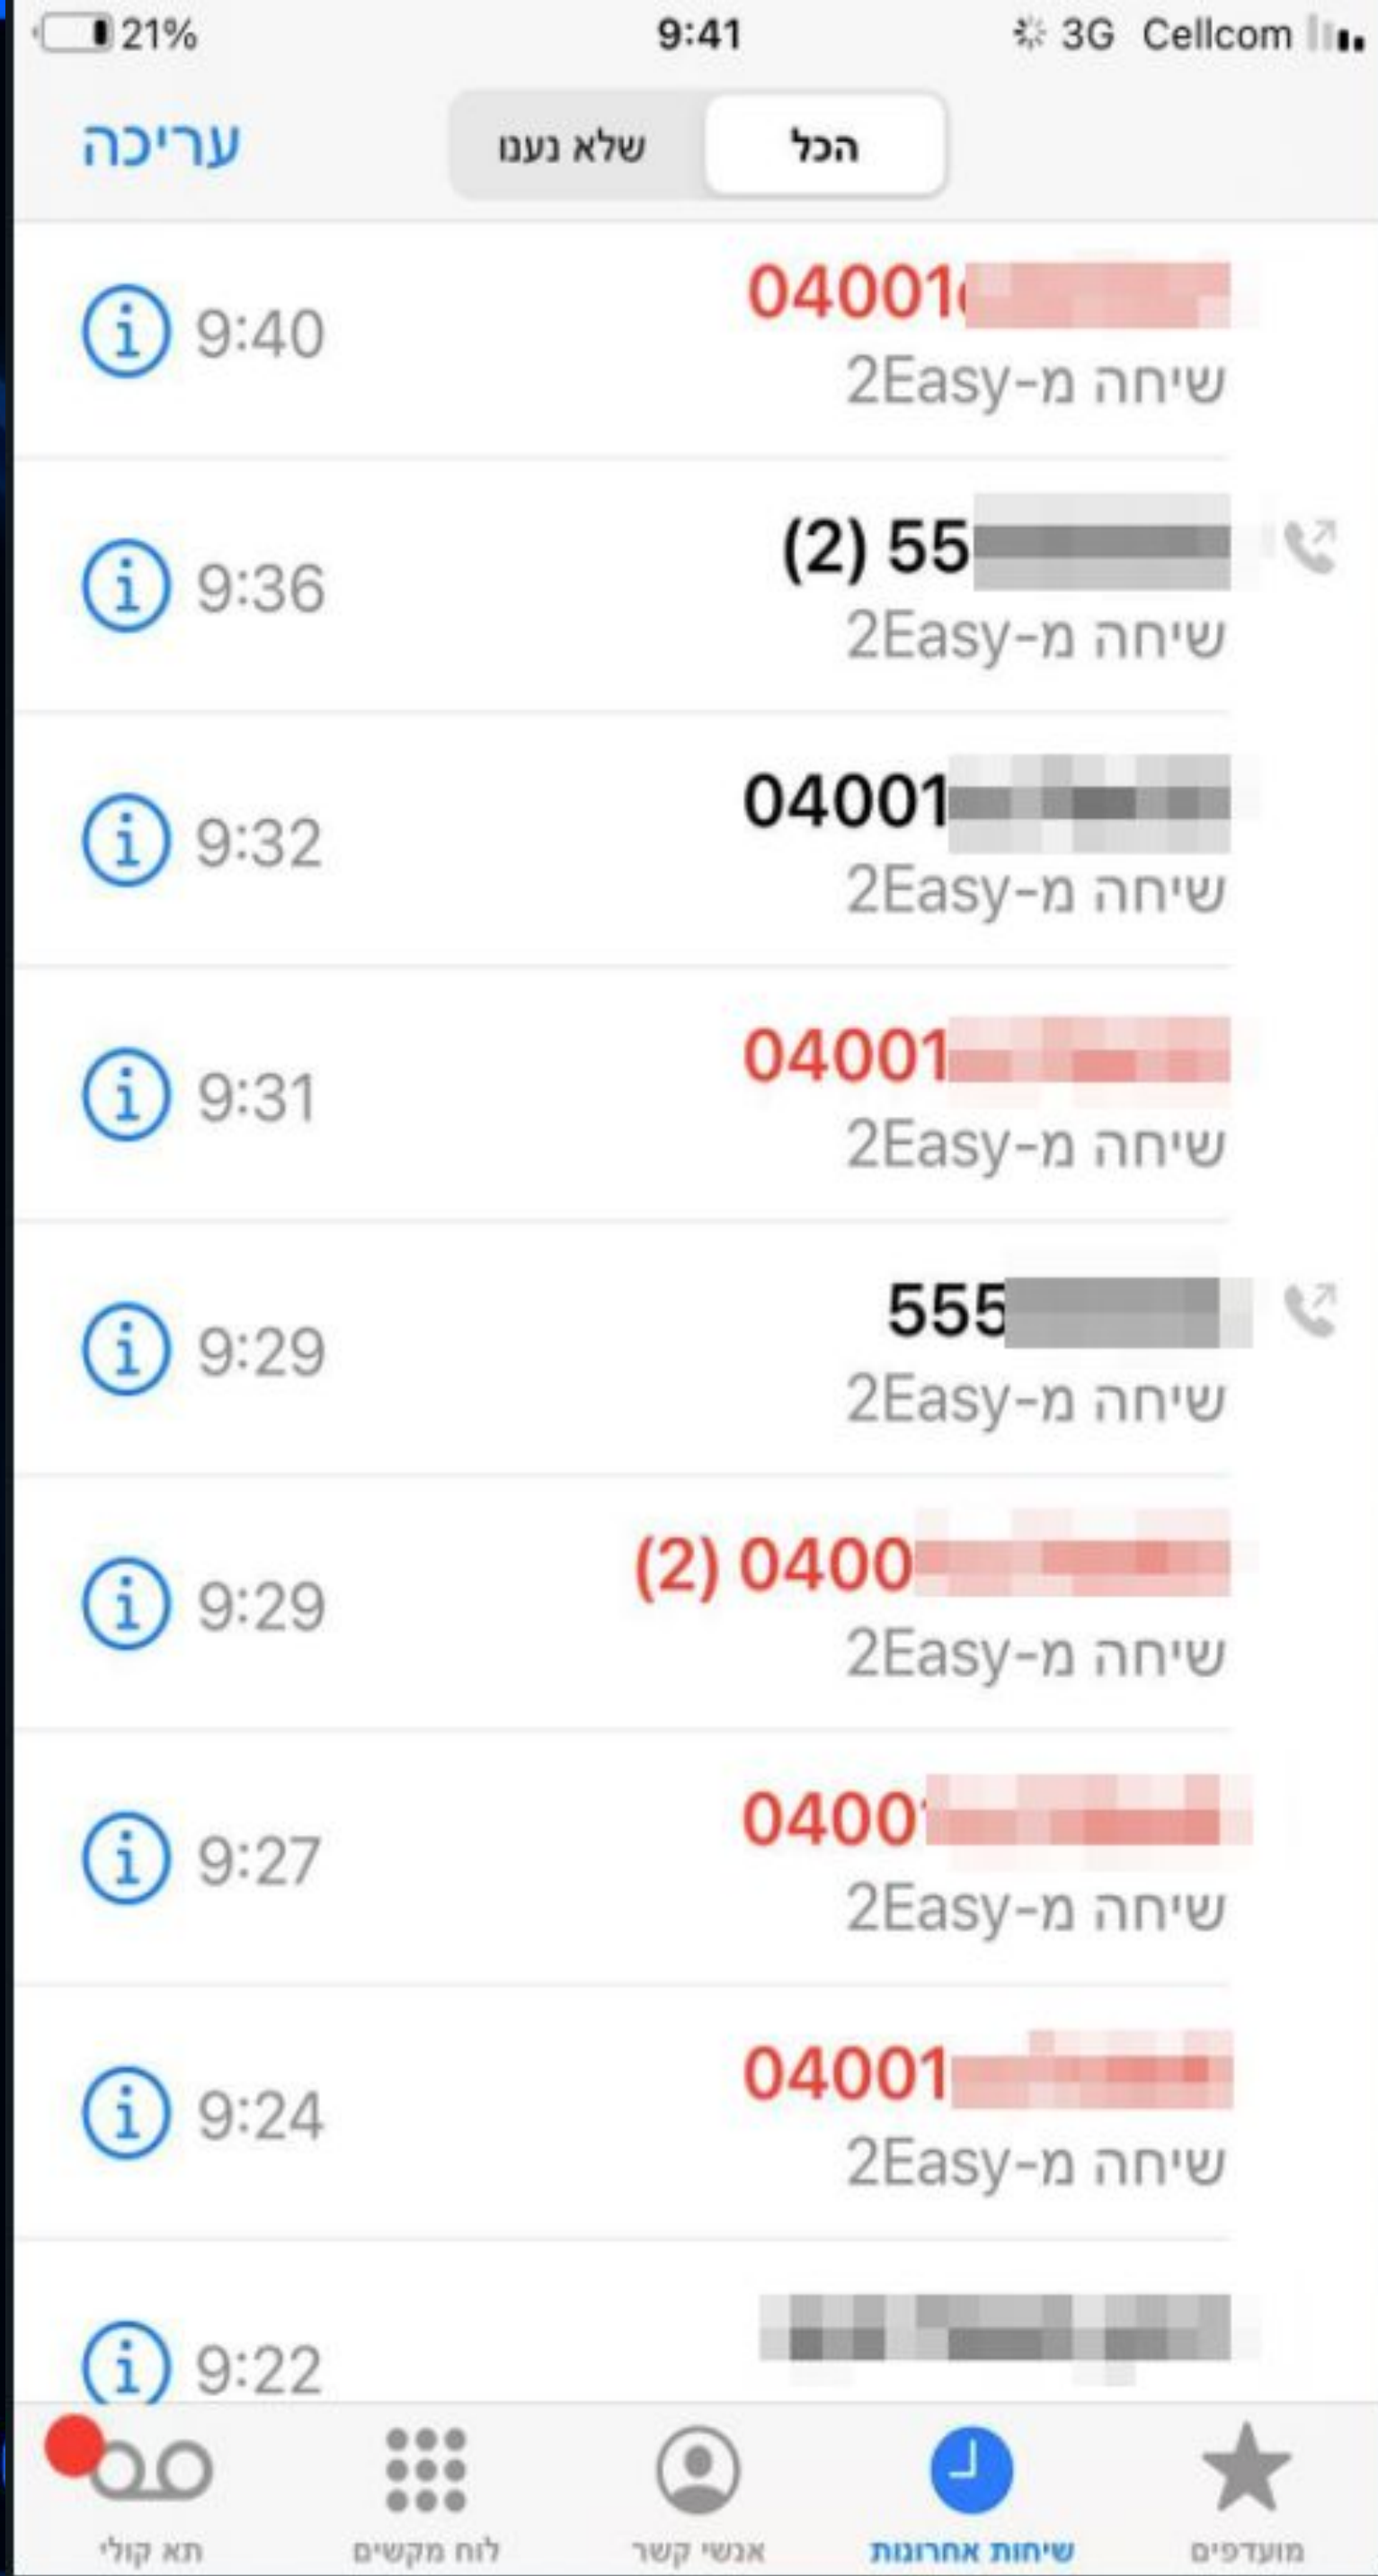 21%
9:41
3G Cellcom
עריכה
הכל
שלא נענו
04001
9:40
שיחה מ-2Easy
(2) 55
9:36
שיחה מ-2Easy
04001
9:32
שיחה מ-2Easy
04001
9:31
שיחה מ-2Easy
555
9:29
שיחה מ-2Easy
(2) 0400
9:29
שיחה מ-2Easy
0400
9:27
שיחה מ-2Easy
04001
9:24
שיחה מ-2Easy
9:22
מועדפים
שיחות אחרונות
אנשי קשר
לוח מקשים
תא קולי